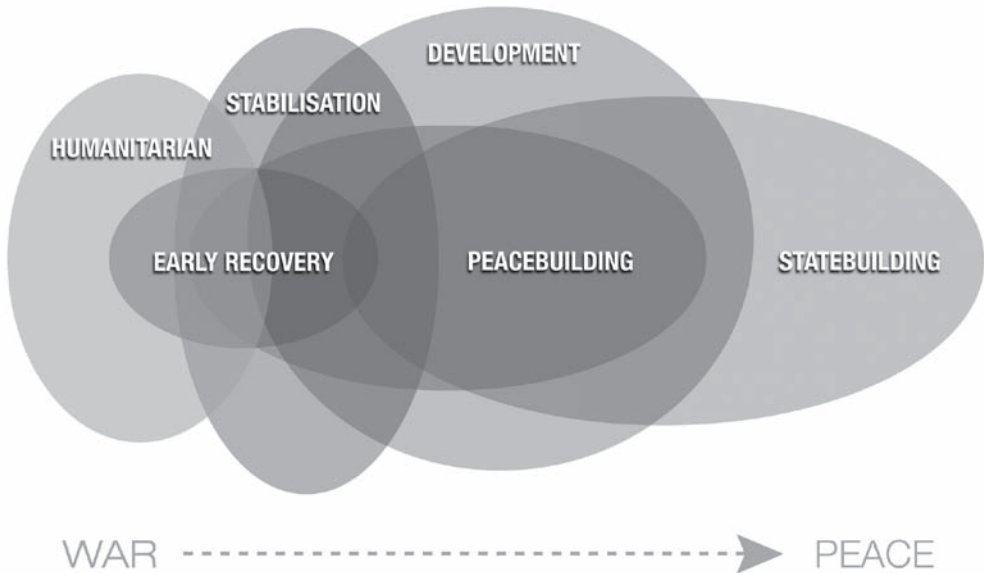 DEVELOPMENT
STABILISATION
HUMANITARIAN
EARLY RECOVERY
PEACEBUILDING
STATEBUILDING
WAR
PEACE